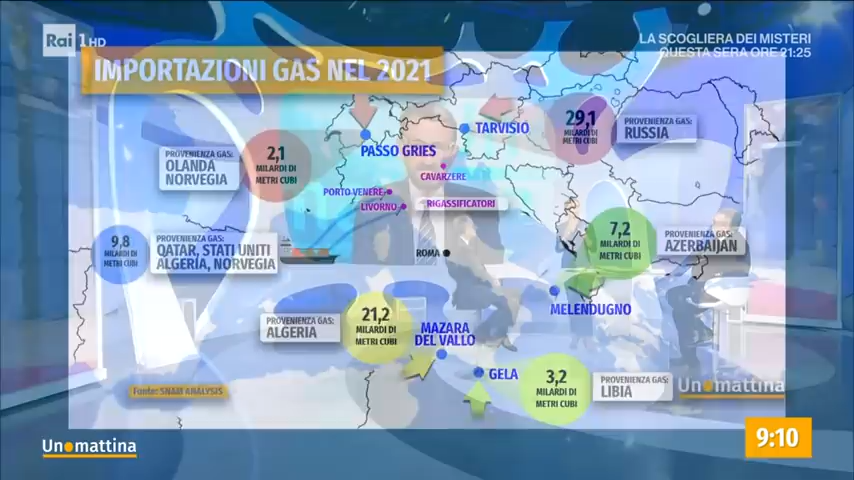 Rai 1 HD
LA SCOGLIERA DEI MISTERI
QUESTA SERA ORE 21:25
IMPORTAZIONI GAS NEL 2021
29,1
MILIARDI DI
METRI CUBI
PROVENIENZA GAS:
RUSSIA
TARVISIO
PASSO GRIES
2,1
MILIARDI DI
METRI CUBI
PROVENIENZA GAS:
OLANDA
NORVEGIA
CAVARZERE
PORTO VENERE
LIVORNO
RIGASSIFICATORI
9,8
MILIARDI DI
METRI CUBI
PROVENIENZA GAS:
QATAR, STATI UNITI
ALGERIA, NORVEGIA
ROMA
7,2
MILIARDI DI
METRI CUBI
PROVENIENZA GAS:
AZERBAIJAN
MELENDUGNO
PROVENIENZA GAS:
ALGERIA
21,2
MILIARDI DI
METRI CUBI
MAZARA
DEL VALLO
GELA
3,2
MILIARDI DI
METRI CUBI
PROVENIENZA GAS:
LIBIA
Unomattina
Fonte: SNAM ANALYSIS
Unomattina
9:10